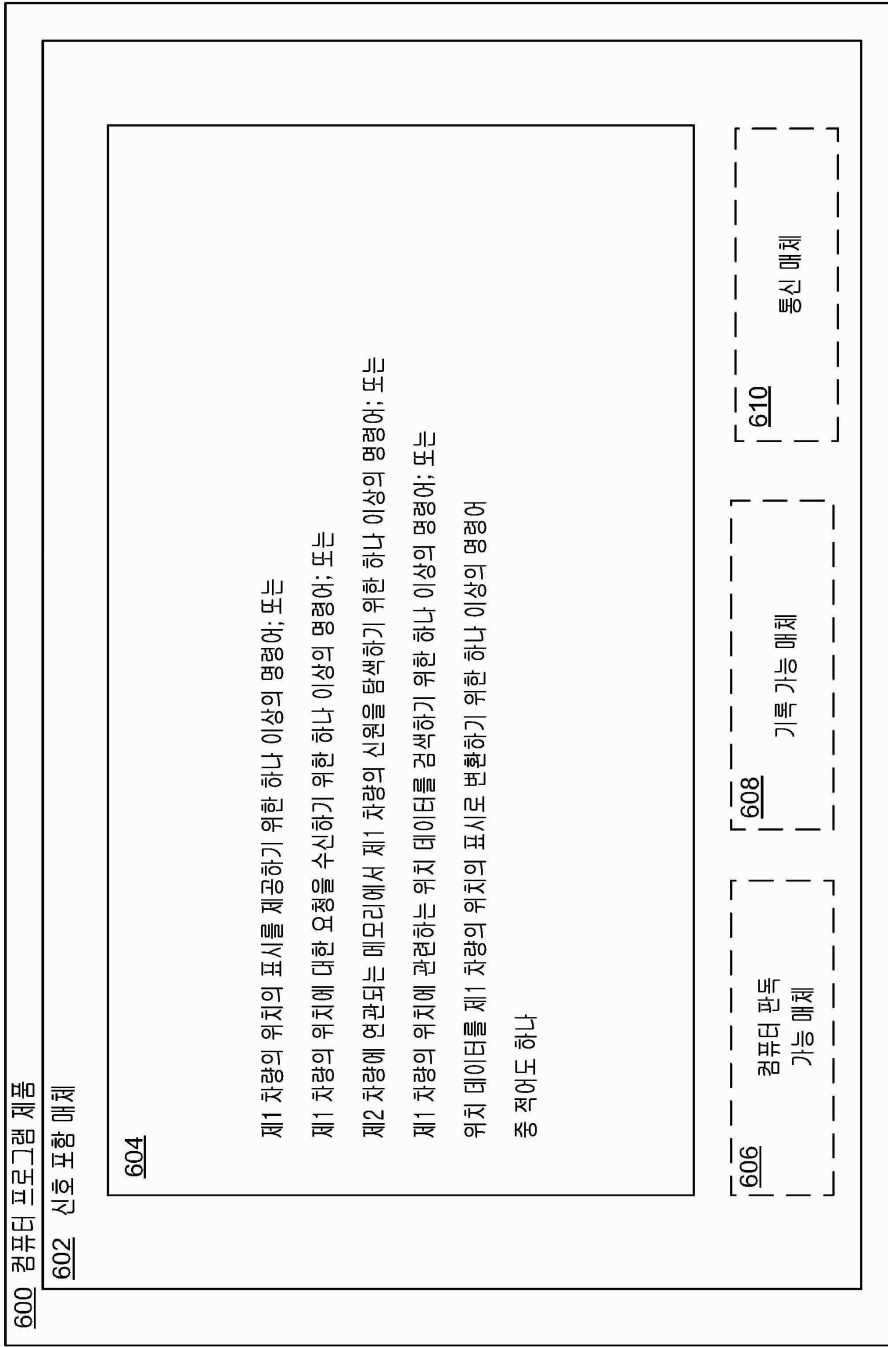 600 컴퓨터 프로그램 제품
602 신호 포함 매체
604
제1 차량의 위치의 표시를 제공하기 위한 하나 이상의 명령어; 또는
제1 차량의 위치에 대한 요청을 수신하기 위한 하나 이상의 명령어; 또는
제2 차량에 연관되는 메모리에서 제1 차량의 신원을 탐색하기 위한 하나 이상의 명령어; 또는
제1 차량의 위치에 관련하는 위치 데이터를 검색하기 위한 하나 이상의 명령어; 또는
위치 데이터를 제1 차량의 위치의 표시로 변환하기 위한 하나 이상의 명령어
중 적어도 하나
606
컴퓨터 판독
가능 매체
608
기록 가능 매체
610
통신 매체